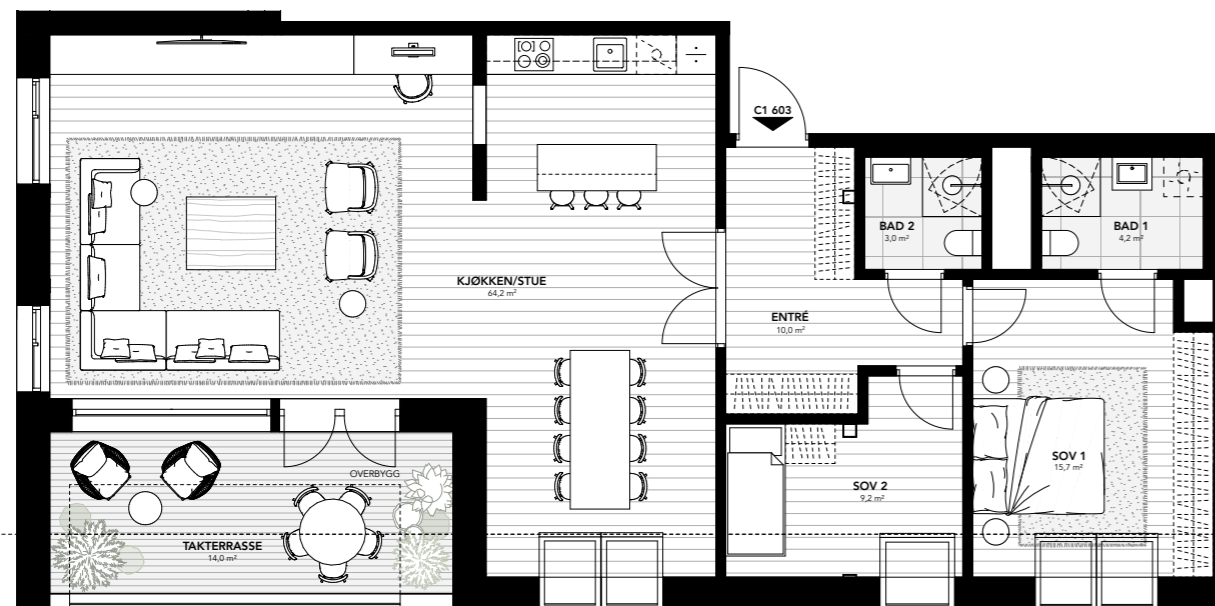 C1 603
BAD 2
3,0 m²
BAD 1
4,2 m²
KJØKKEN/STUE
64,2 m²
ENTRÉ
10,0 m²
SOV 1
15,7 m²
OVERBYGG
SOV 2
9,2 m²
TAKTERRASSE
14,0 m²